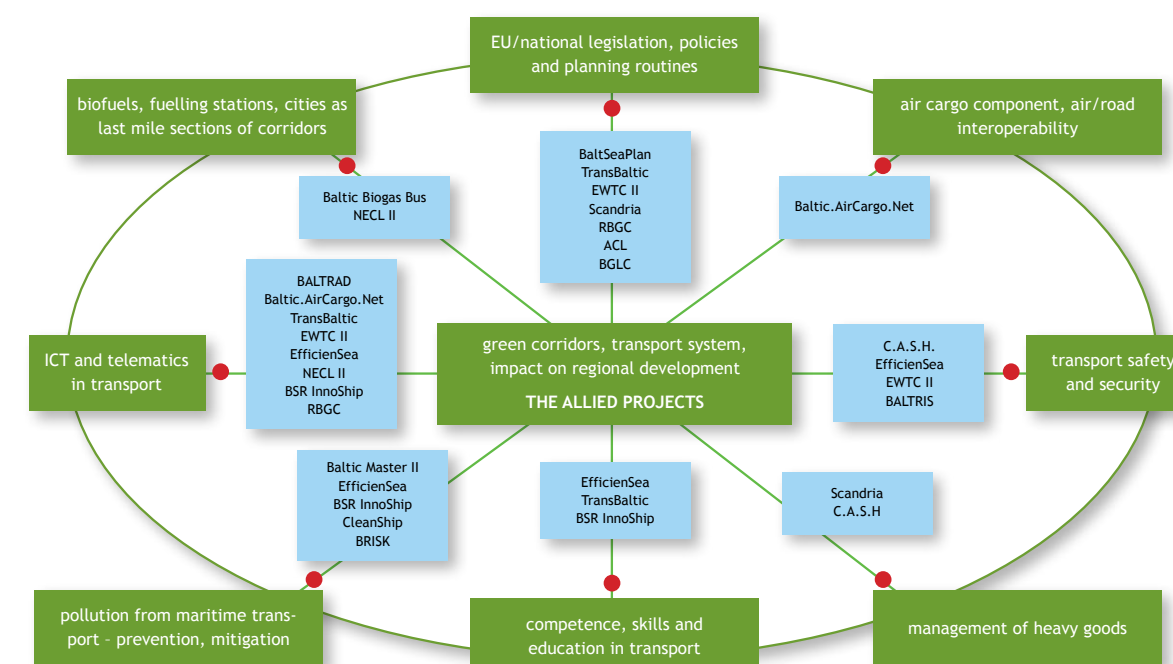 EU/national legislation, policies
and planning routines
biofuels, fuelling stations, cities as
last mile sections of corridors
air cargo component, air/road
interoperability
BaltSeaPlan
TransBaltic
EWTC II
Scandria
RBGC
ACL
BGLC
Baltic Biogas Bus
NECL II
Baltic.AirCargo.Net
BALTRAD
Baltic.AirCargo.Net
TransBaltic
EWTC II
EfficienSea
NECL II
BSR InnoShip
RBGC
ICT and telematics
in transport
green corridors, transport system,
impact on regional development
THE ALLIED PROJECTS
C.A.S.H.
EfficienSea
EWTC II
BALTRIS
transport safety
and security
Baltic Master II
EfficienSea
BSR InnoShip
CleanShip
BRISK
EfficienSea
TransBaltic
BSR InnoShip
Scandria
C.A.S.H
pollution from maritime trans-
port – prevention, mitigation
competence, skills and
education in transport
management of heavy goods